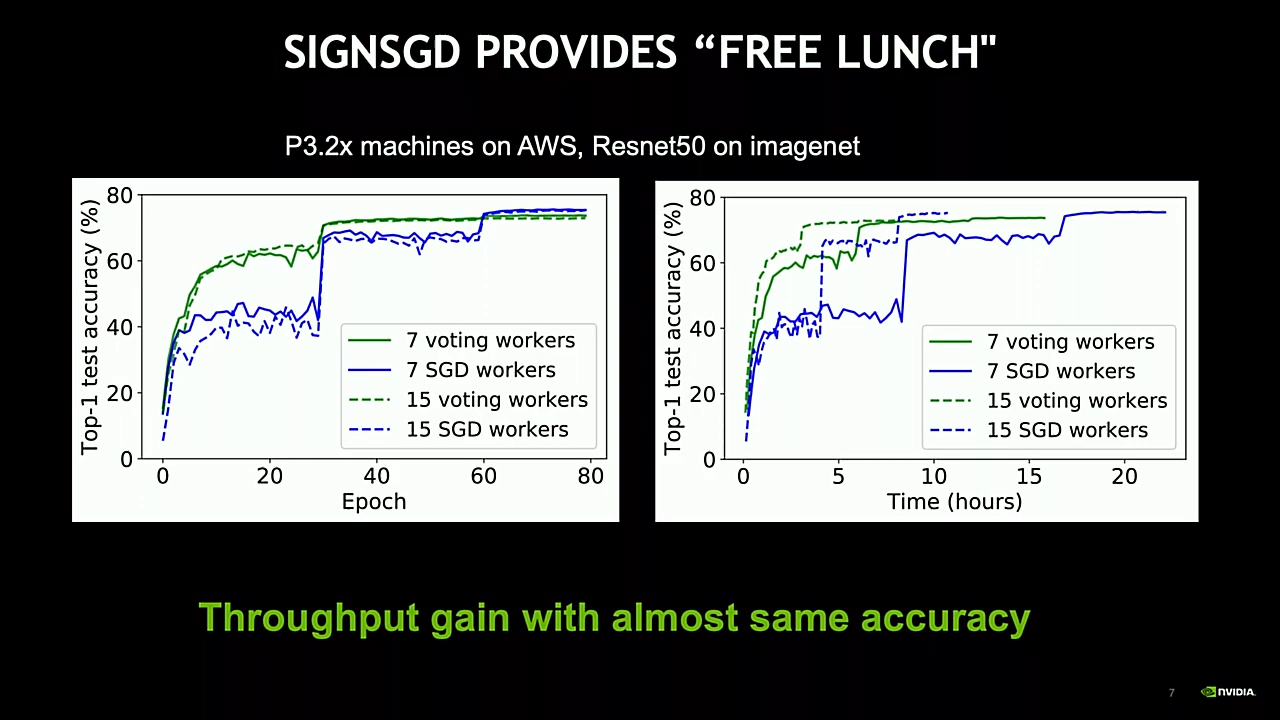 SIGNSGD PROVIDES “FREE LUNCH"
P3.2x machines on AWS, Resnet50 on imagenet
Top-1 test accuracy (%)
80
60
40
20
0
0 20 40 60 80
Epoch
7 voting workers
7 SGD workers
15 voting workers
15 SGD workers
Top-1 test accuracy (%)
80
60
40
20
0
0 5 10 15 20
Time (hours)
7 voting workers
7 SGD workers
15 voting workers
15 SGD workers
Throughput gain with almost same accuracy
7 NVIDIA.